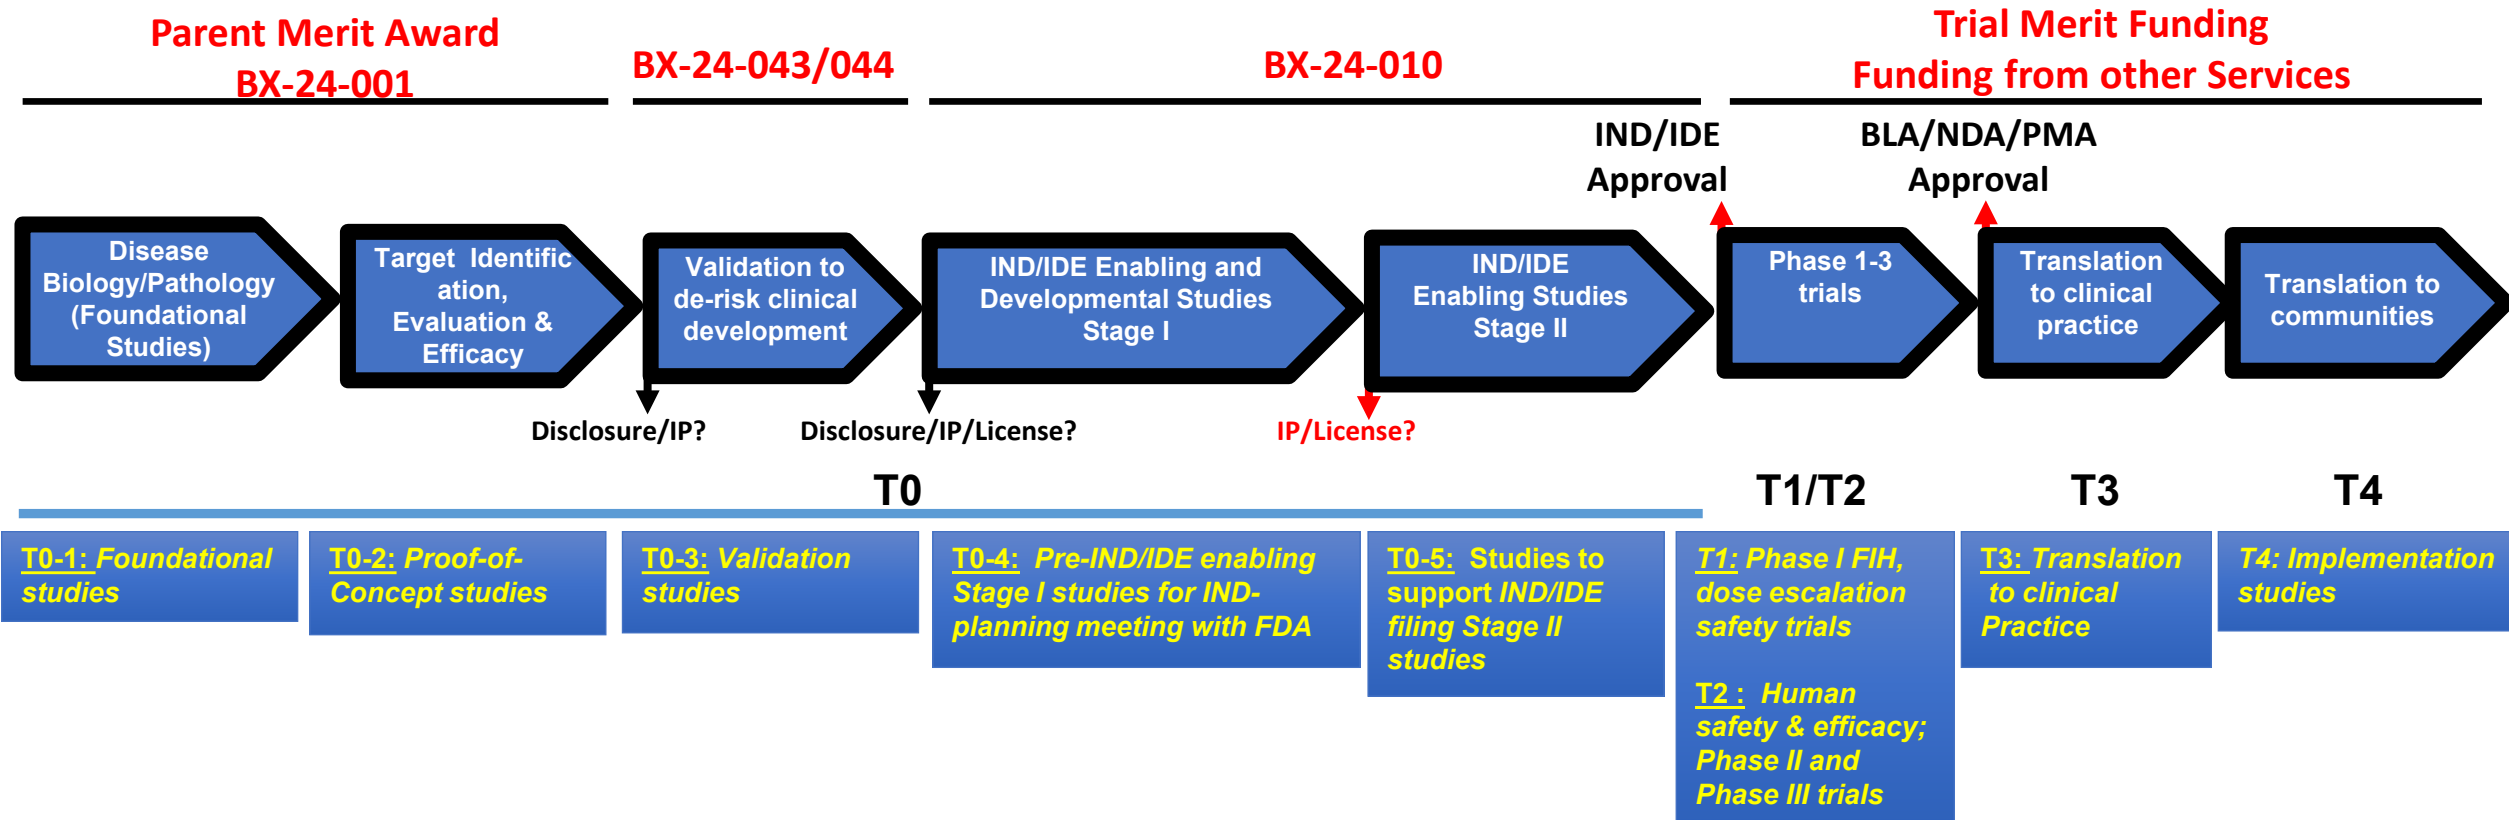 Parent Merit Award
BX-24-001
BX-24-043/044
BX-24-010
Trial Merit Funding
Funding from other Services
IND/IDE
Approval
BLA/NDA/PMA
Approval
Disease
Biology/Pathology
(Foundational
Studies)
Target  Identific
ation,
Evaluation &
Efficacy
Validation to
de-risk clinical
development
IND/IDE Enabling and
Developmental Studies
Stage I
IND/IDE
Enabling Studies
Stage II
Phase 1-3
trials
Translation
to clinical
practice
Translation to
communities
Disclosure/IP?
Disclosure/IP/License?
IP/License?
T0
T1/T2
T3
T4
T0-1: Foundational
studies
T0-2: Proof-of-
Concept studies
T0-3: Validation
studies
T0-4:  Pre-IND/IDE enabling
Stage I studies for IND-
planning meeting with FDA
T0-5:  Studies to
support IND/IDE
filing Stage II
studies
T1: Phase I FIH,
dose escalation
safety trials
T2 :  Human
safety & efficacy;
Phase II and
Phase III trials
T3: Translation
to clinical
Practice
T4: Implementation
studies